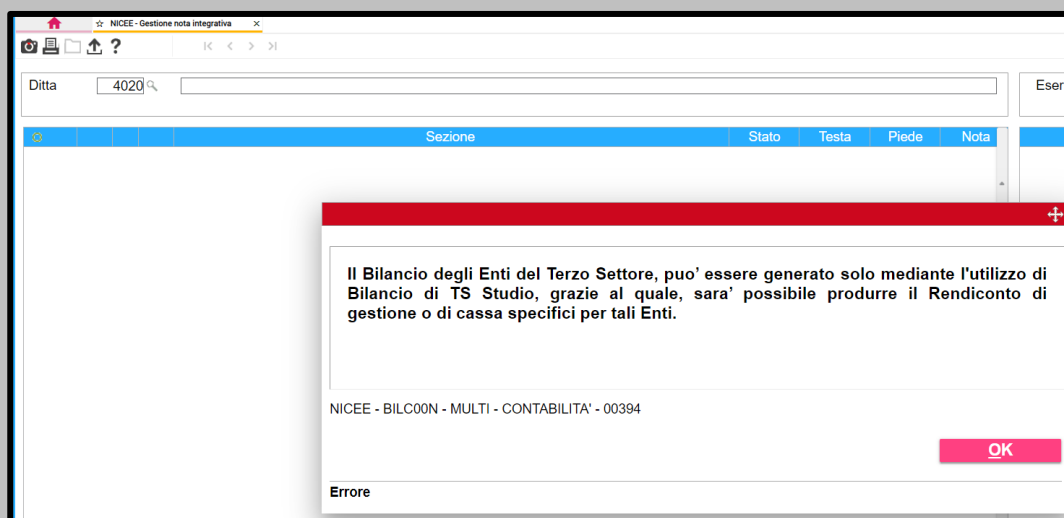 NICEE - Gestione nota integrativa
?
Ditta 4020
Eser
Sezione Stato Testa Piede Nota
Il Bilancio degli Enti del Terzo Settore, puo' essere generato solo mediante l'utilizzo di
Bilancio di TS Studio, grazie al quale, sara' possibile produrre il Rendiconto di
gestione o di cassa specifici per tali Enti.
NICEE - BILC00N - MULTI - CONTABILITA' - 00394
OK
Errore